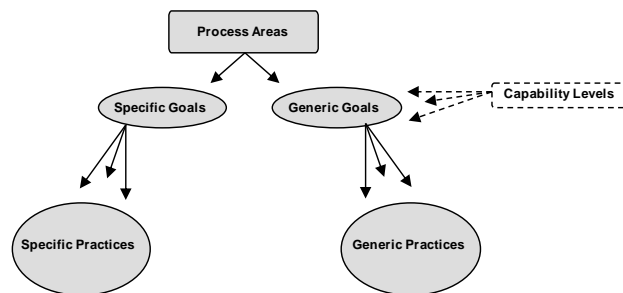 Process Areas
Specific Goals
Generic Goals
Capability Levels
Specific Practices
Generic Practices